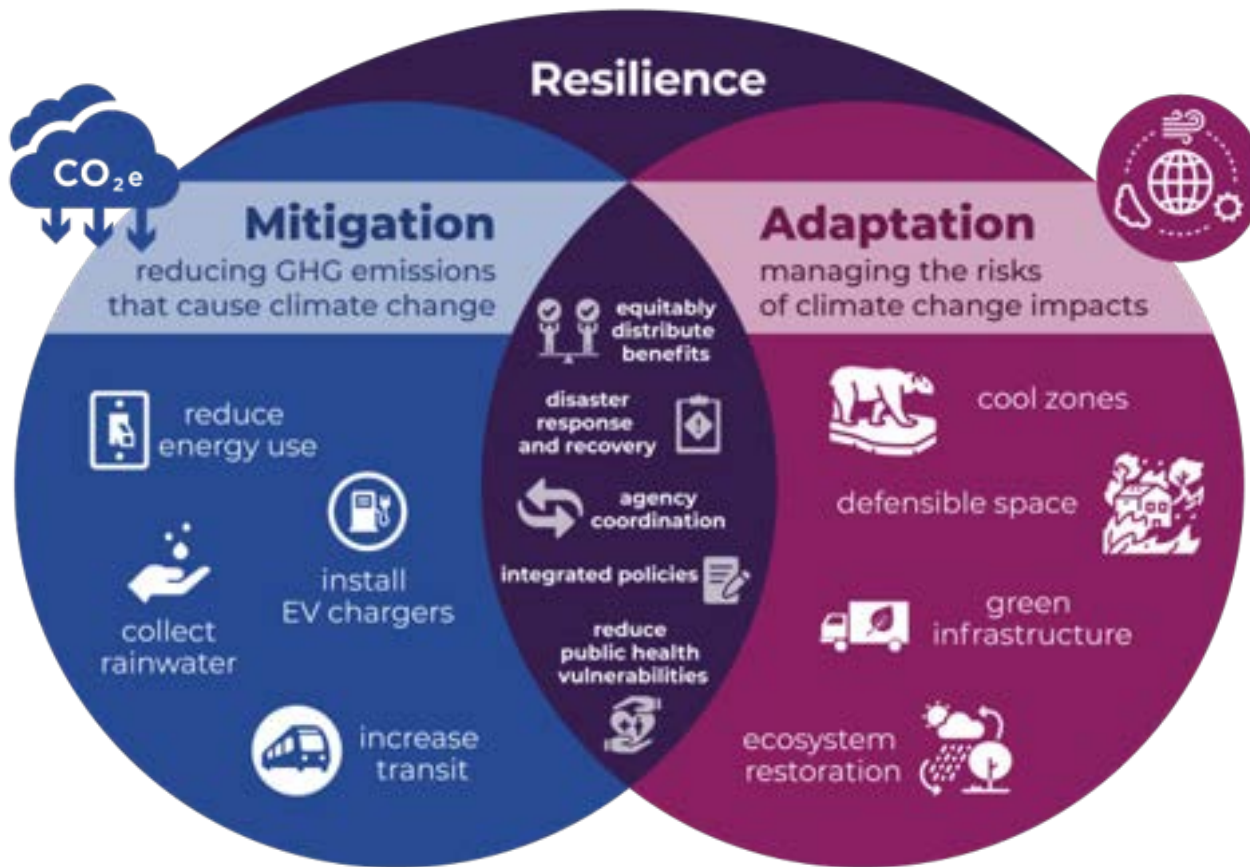 Resilience
CO₂e
Mitigation
reducing GHG emissions
that cause climate change
reduce
energy use
install
EV chargers
collect
rainwater
increase
transit
equitably
distribute
benefits
disaster
response
and recovery
agency
coordination
integrated policies
reduce
public health
vulnerabilities
Adaptation
managing the risks
of climate change impacts
cool zones
defensible space
green
infrastructure
ecosystem
restoration